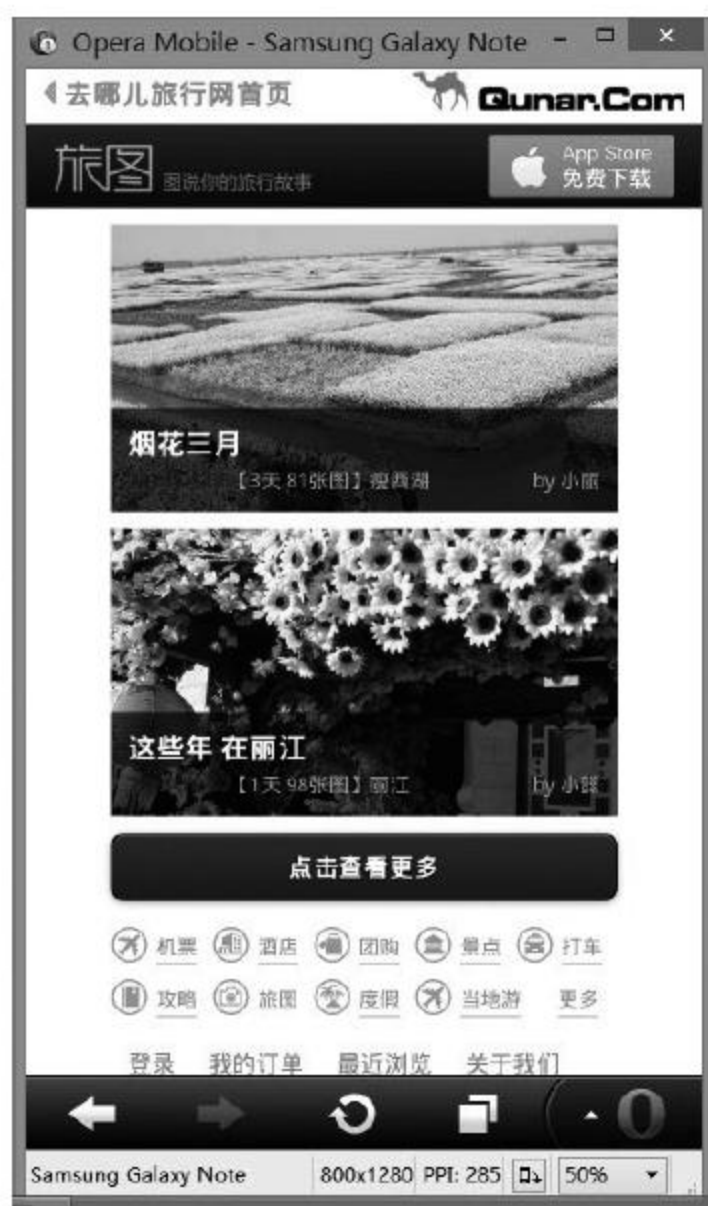 Opera Mobile - Samsung Galaxy Note
去哪儿旅行网首页 Qunar.Com
旅图 图说你的旅行故事 App Store
免费下载
烟花三月
【3天 81张图】瘦西湖 by 小丽
这些年 在丽江
【1天 98张图】丽江 by 小
点击查看更多
机票 酒店 团购 景点 打车
攻略 旅图 度假 当地游 更多
登录 我的订单 最近浏览 关于我们
Samsung Galaxy Note 800x1280 PPI: 285 50%